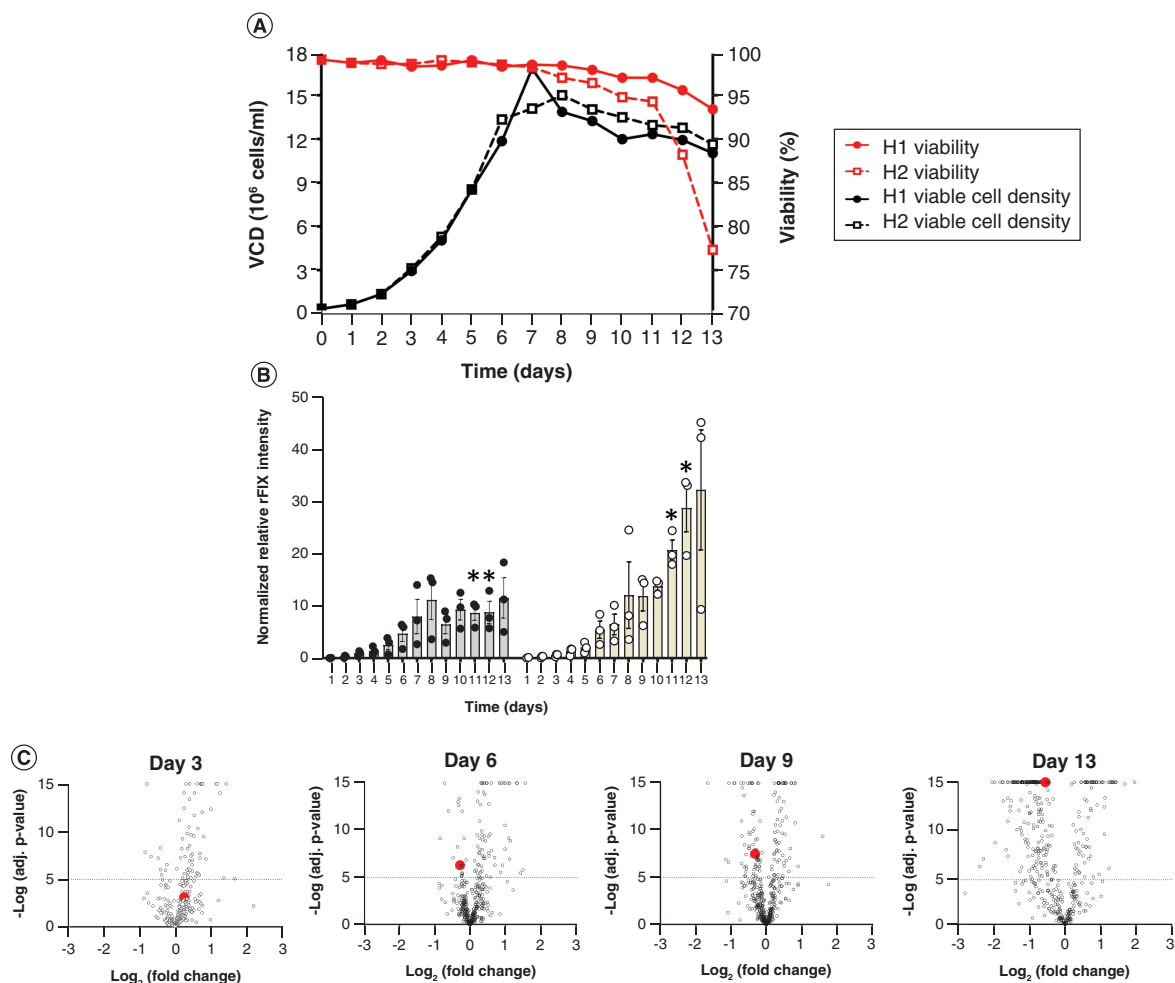 A
18
15
12
9
6
3
0
VCD (10⁶ cells/ml)
100
95
90
85
80
75
70
Viability (%)
0 1 2 3 4 5 6 7 8 9 10 11 12 13
Time (days)
H1 viability
H2 viability
H1 viable cell density
H2 viable cell density
B
50
40
30
20
10
0
Normalized relative rFIX intensity
* * * *
1 2 3 4 5 6 7 8 9 10 11 12 13 1 2 3 4 5 6 7 8 9 10 11 12 13
Time (days)
C
Day 3
15
10
5
0
-Log (adj. p-value)
-3 -2 -1 0 1 2 3
Log₂ (fold change)
Day 6
15
10
5
0
-Log (adj. p-value)
-3 -2 -1 0 1 2 3
Log₂ (fold change)
Day 9
15
10
5
0
-Log (adj. p-value)
-3 -2 -1 0 1 2 3
Log₂ (fold change)
Day 13
15
10
5
0
-Log (adj. p-value)
-3 -2 -1 0 1 2 3
Log₂ (fold change)